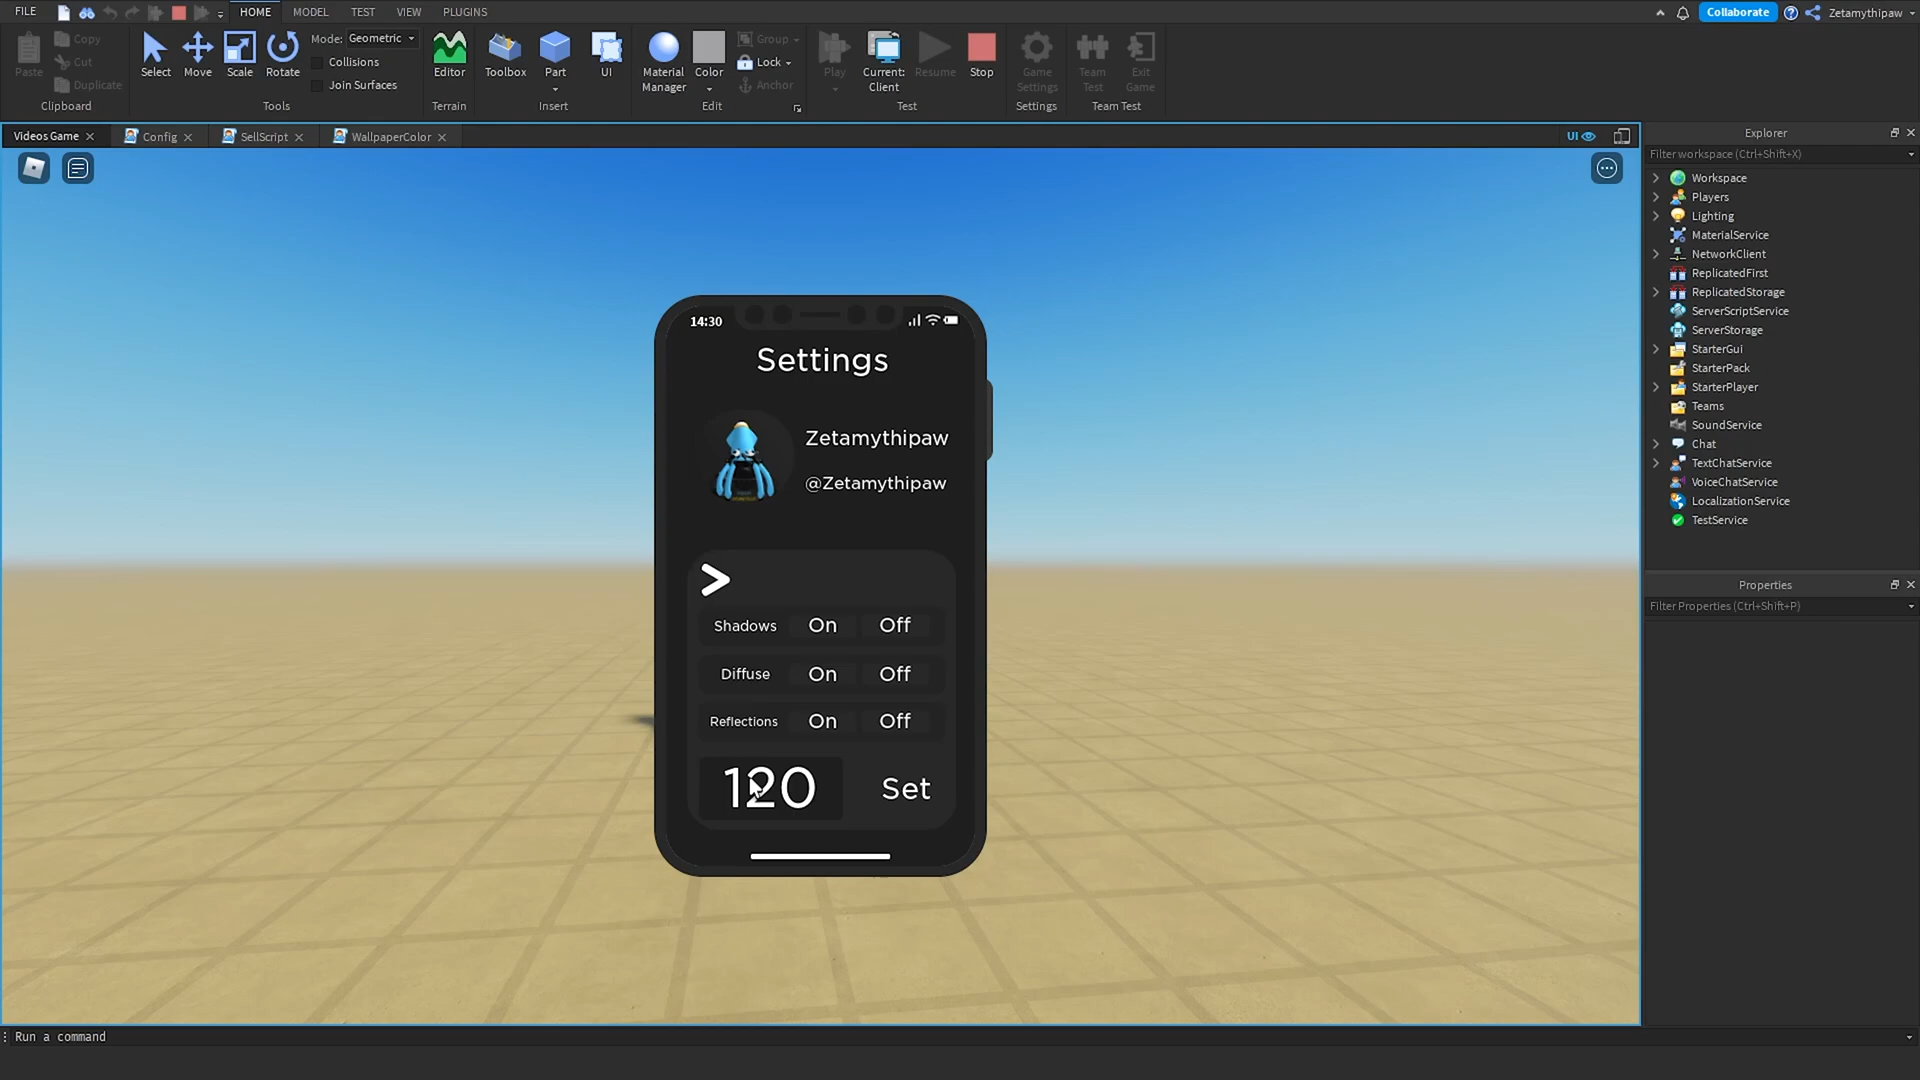 FILE HOME MODEL TEST VIEW PLUGINS Collaborate Zetamythipaw
Paste
Copy
Cut
Duplicate
Clipboard
Select Move Scale Rotate
Mode: Geometric
Collisions
Join Surfaces
Tools
Editor
Terrain
Toolbox Part UI
Insert
Material
Manager
Color
Group
Lock
Anchor
Edit
Play
Current:
Client
Resume Stop
Test
Game
Settings
Settings
Team
Test
Exit
Game
Team Test
Videos Game Config SellScript WallpaperColor
UI
14:30
Settings
Zetamythipaw
@Zetamythipaw
>
Shadows On Off
Diffuse On Off
Reflections On Off
120 Set
Explorer
Filter workspace (Ctrl+Shift+X)
Workspace
Players
Lighting
MaterialService
NetworkClient
ReplicatedFirst
ReplicatedStorage
ServerScriptService
ServerStorage
StarterGui
StarterPack
StarterPlayer
Teams
SoundService
Chat
TextChatService
VoiceChatService
LocalizationService
TestService
Properties
Filter Properties (Ctrl+Shift+P)
Run a command